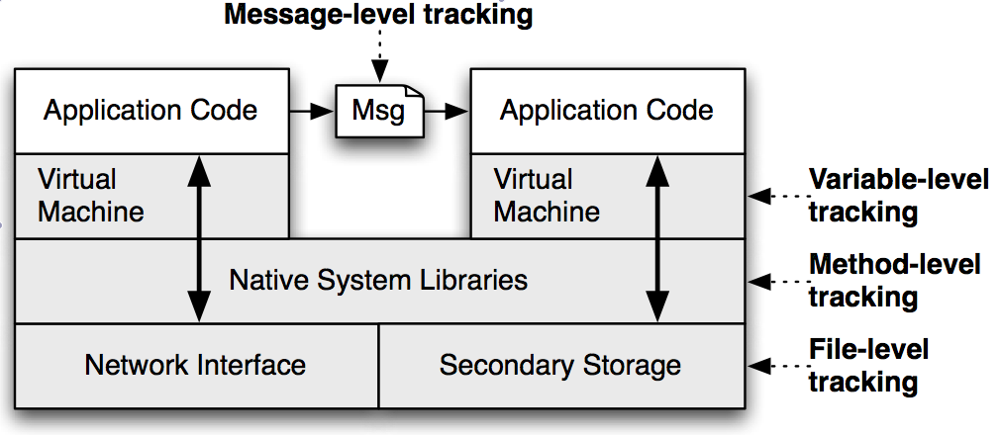 Message-level tracking
Application Code
Msg
Application Code
Virtual
Machine
Virtual
Machine
Variable-level
tracking
Native System Libraries
Method-level
tracking
Network Interface
Secondary Storage
File-level
tracking